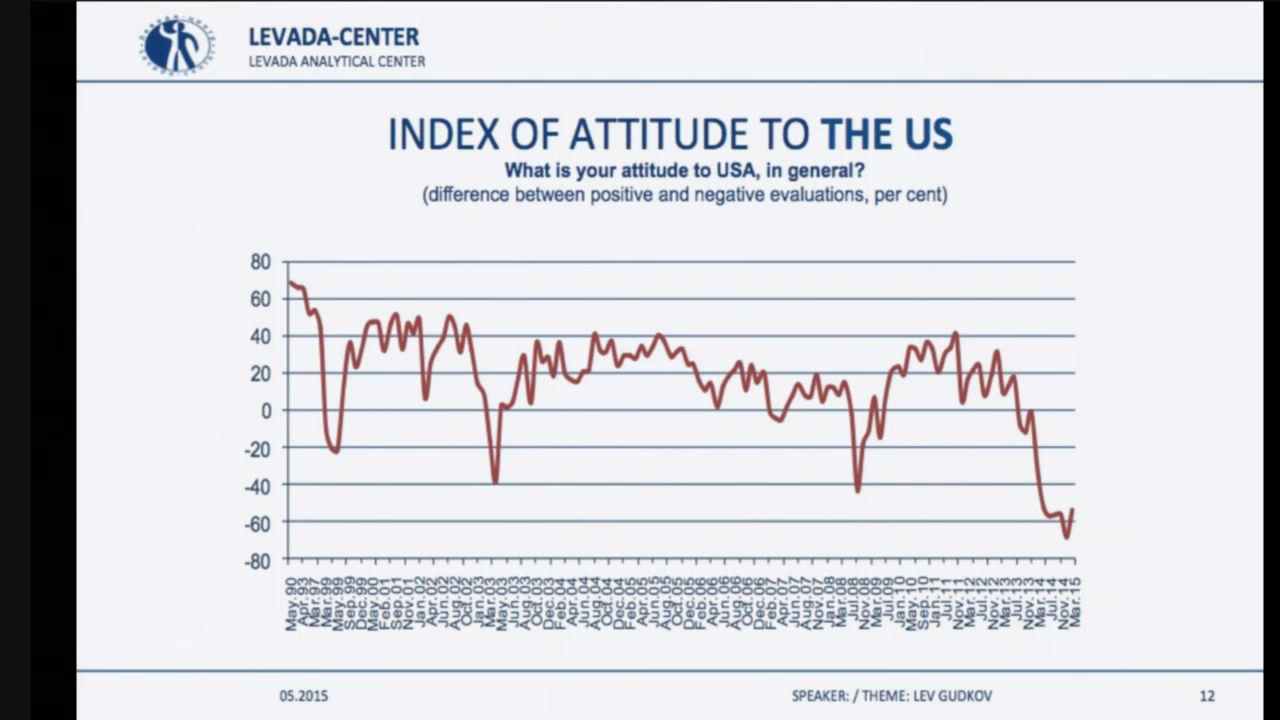 LEVADA-CENTER
LEVADA ANALYTICAL CENTER
INDEX OF ATTITUDE TO THE US
What is your attitude to USA, in general?
(difference between positive and negative evaluations, per cent)
80
60
40
20
0
-20
-40
-60
-80
May. 90
Apr. 93
Mar. 97
Mar. 99
May. 99
Sep. 99
Dec. 99
May. 00
Feb. 01
Sep. 01
Nov. 01
Jan. 02
Apr. 02
Jun. 02
Aug. 02
Oct. 02
Jan. 03
Mar. 03
May. 03
Jun. 03
Aug. 03
Oct. 03
Dec. 03
Feb. 04
Apr. 04
Jun. 04
Aug. 04
Oct. 04
Dec. 04
Feb. 05
Apr. 05
Jun. 05
Aug. 05
Oct. 05
Dec. 05
Feb. 06
Apr. 06
Jun. 06
Aug. 06
Oct. 06
Dec. 06
Feb. 07
Apr. 07
Jun. 07
Aug. 07
Nov. 07
Jan. 08
Mar. 08
Jul. 08
Mar. 09
Jul. 09
Jan. 10
May. 10
Sep. 10
Jan. 11
Jul. 11
Nov. 11
Mar. 12
Jul. 12
Nov. 12
Mar. 13
Jul. 13
Nov. 13
Mar. 14
Jul. 14
Nov. 14
Mar. 15
05.2015
SPEAKER: / THEME: LEV GUDKOV
12